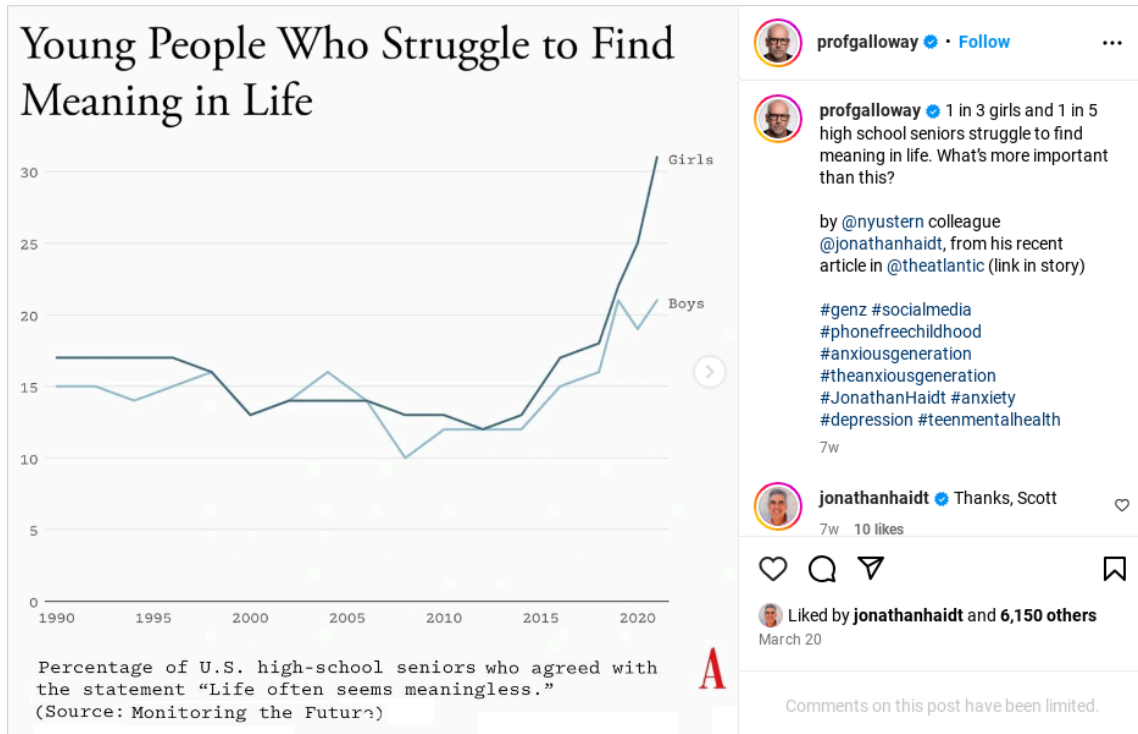 Young People Who Struggle to Find
Meaning in Life
30
25
20
15
10
5
0
1990
1995
2000
2005
2010
2015
2020
Girls
Boys
Percentage of U.S. high-school seniors who agreed with
the statement “Life often seems meaningless.”
(Source: Monitoring the Future)
A
profgalloway • Follow
profgalloway 1 in 3 girls and 1 in 5
high school seniors struggle to find
meaning in life. What's more important
than this?
by @nyustern colleague
@jonathanhaidt, from his recent
article in @theatlantic (link in story)
#genz #socialmedia
#phonefreechildhood
#anxiousgeneration
#theanxiousgeneration
#JonathanHaidt #anxiety
#depression #teenmentalhealth
7w
jonathanhaidt Thanks, Scott
7w 10 likes
Liked by jonathanhaidt and 6,150 others
March 20
Comments on this post have been limited.